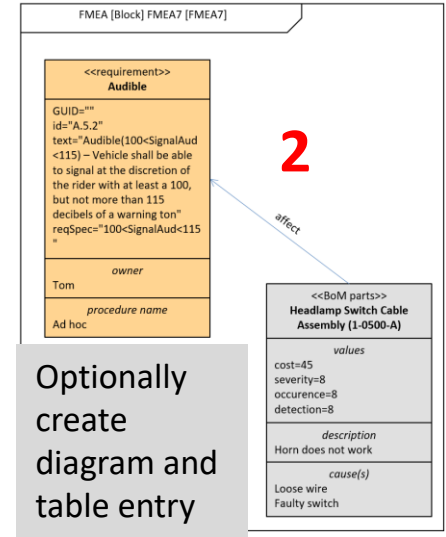 FMEA [Block] FMEA7 [FMEA7]
<<requirement>>
Audible
GUID=""
id="A.5.2"
text="Audible(100<SignalAud
<115) – Vehicle shall be able
to signal at the discretion of
the rider with at least a 100,
but not more than 115
decibels of a warning ton"
reqSpec="100<SignalAud<115
"
owner
Tom
procedure name
Ad hoc
2
affect
<<BoM parts>>
Headlamp Switch Cable
Assembly (1-0500-A)
values
cost=45
severity=8
occurence=8
detection=8
description
Horn does not work
cause(s)
Loose wire
Faulty switch
Optionally
create
diagram and
table entry